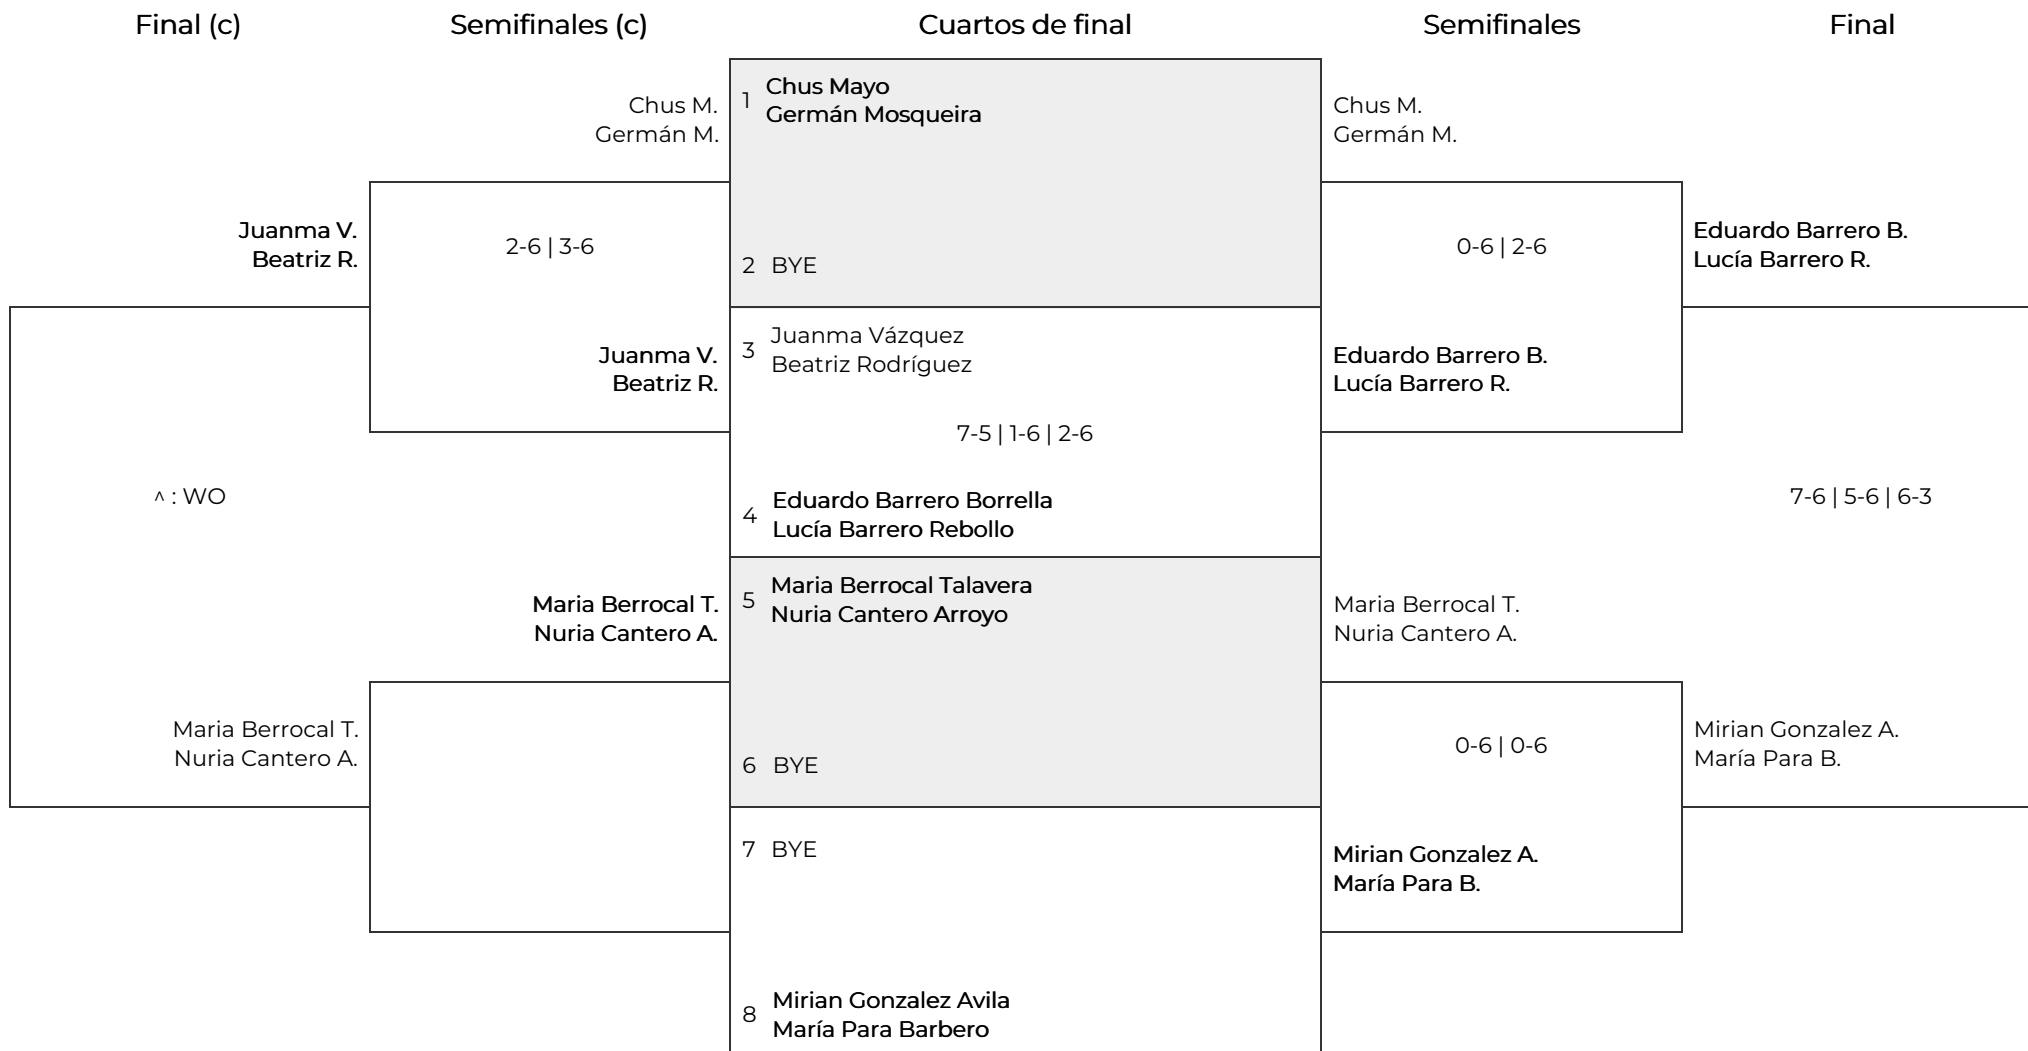 Final (c)
Semifinales (c)
Cuartos de final
Semifinales
Final
Juanma V.
Beatriz R.
^ : WO
Maria Berrocal T.
Nuria Cantero A.
Chus M.
Germán M.
2-6 | 3-6
Juanma V.
Beatriz R.
Maria Berrocal T.
Nuria Cantero A.
1
Chus Mayo
Germán Mosqueira
2 BYE
3
Juanma Vázquez
Beatriz Rodríguez
7-5 | 1-6 | 2-6
4
Eduardo Barrero Borrella
Lucía Barrero Rebollo
5
Maria Berrocal Talavera
Nuria Cantero Arroyo
6 BYE
7 BYE
8
Mirian Gonzalez Avila
María Para Barbero
Chus M.
Germán M.
0-6 | 2-6
Eduardo Barrero B.
Lucía Barrero R.
Maria Berrocal T.
Nuria Cantero A.
0-6 | 0-6
Mirian Gonzalez A.
María Para B.
Eduardo Barrero B.
Lucía Barrero R.
7-6 | 5-6 | 6-3
Mirian Gonzalez A.
María Para B.